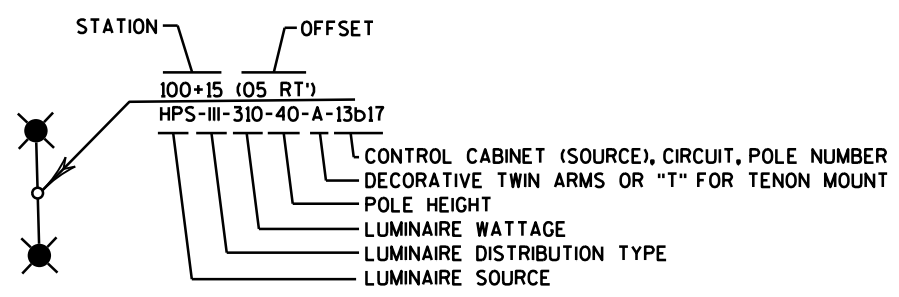 STATION
OFFSET
100+15 (05 RT')
HPS-III-310-40-A-13b17
CONTROL CABINET (SOURCE), CIRCUIT, POLE NUMBER
DECORATIVE TWIN ARMS OR "T" FOR TENON MOUNT
POLE HEIGHT
LUMINAIRE WATTAGE
LUMINAIRE DISTRIBUTION TYPE
LUMINAIRE SOURCE